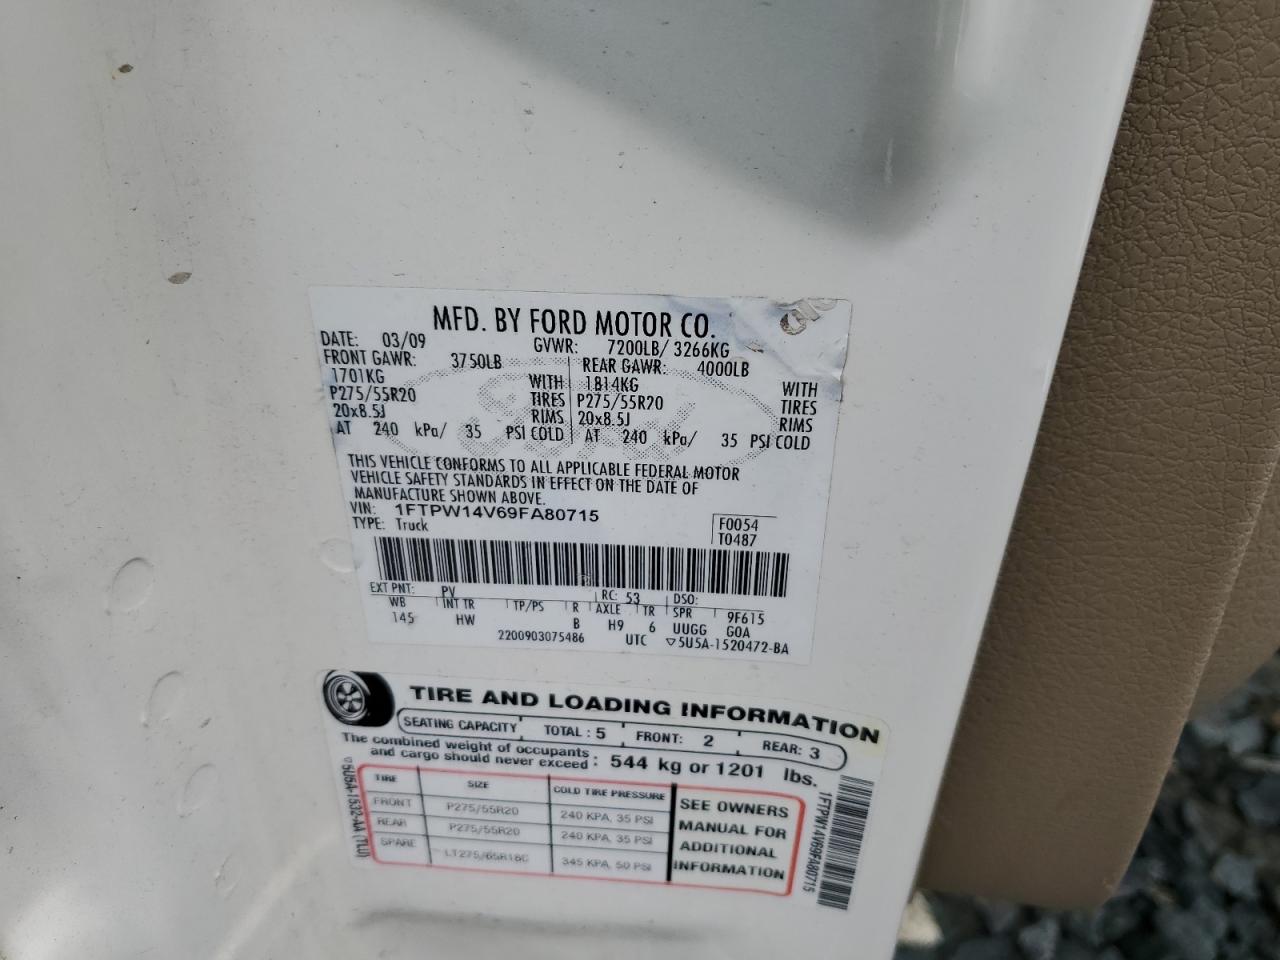 MFD. BY FORD MOTOR CO.
DATE: 03/09 GVWR: 7200LB/ 3266KG
FRONT GAWR: 3750LB REAR GAWR: 4000LB
1701KG WITH 1814KG WITH
P275/55R20 TIRES P275/55R20 TIRES
20x8.5J RIMS 20x8.5J RIMS
AT 240 kPa/ 35 PSI COLD AT 240 kPa/ 35 PSI COLD
THIS VEHICLE CONFORMS TO ALL APPLICABLE FEDERAL MOTOR
VEHICLE SAFETY STANDARDS IN EFFECT ON THE DATE OF
MANUFACTURE SHOWN ABOVE.
VIN: 1FTPW14V69FA80715
TYPE: Truck
F0054
T0487
EXT PNT: PV RC: 53 DSO:
WB INT TR TP/PS R AXLE TR SPR 9F615
145 HW B H9 6 UUGG GOA
2200903075486 UTC ▽5U5A-1520472-BA
TIRE AND LOADING INFORMATION
SEATING CAPACITY TOTAL : 5 FRONT: 2 REAR: 3
The combined weight of occupants
and cargo should never exceed : 544 kg or 1201 lbs.
TIRE SIZE COLD TIRE PRESSURE
FRONT P275/55R20 240 KPA, 35 PSI
REAR P275/55R20 240 KPA, 35 PSI
SPARE LT275/65R18C 345 KPA, 50 PSI
SEE OWNERS
MANUAL FOR
ADDITIONAL
INFORMATION
▽5U5A-1532-AA (TLU)
1FTPW14V69FA80715